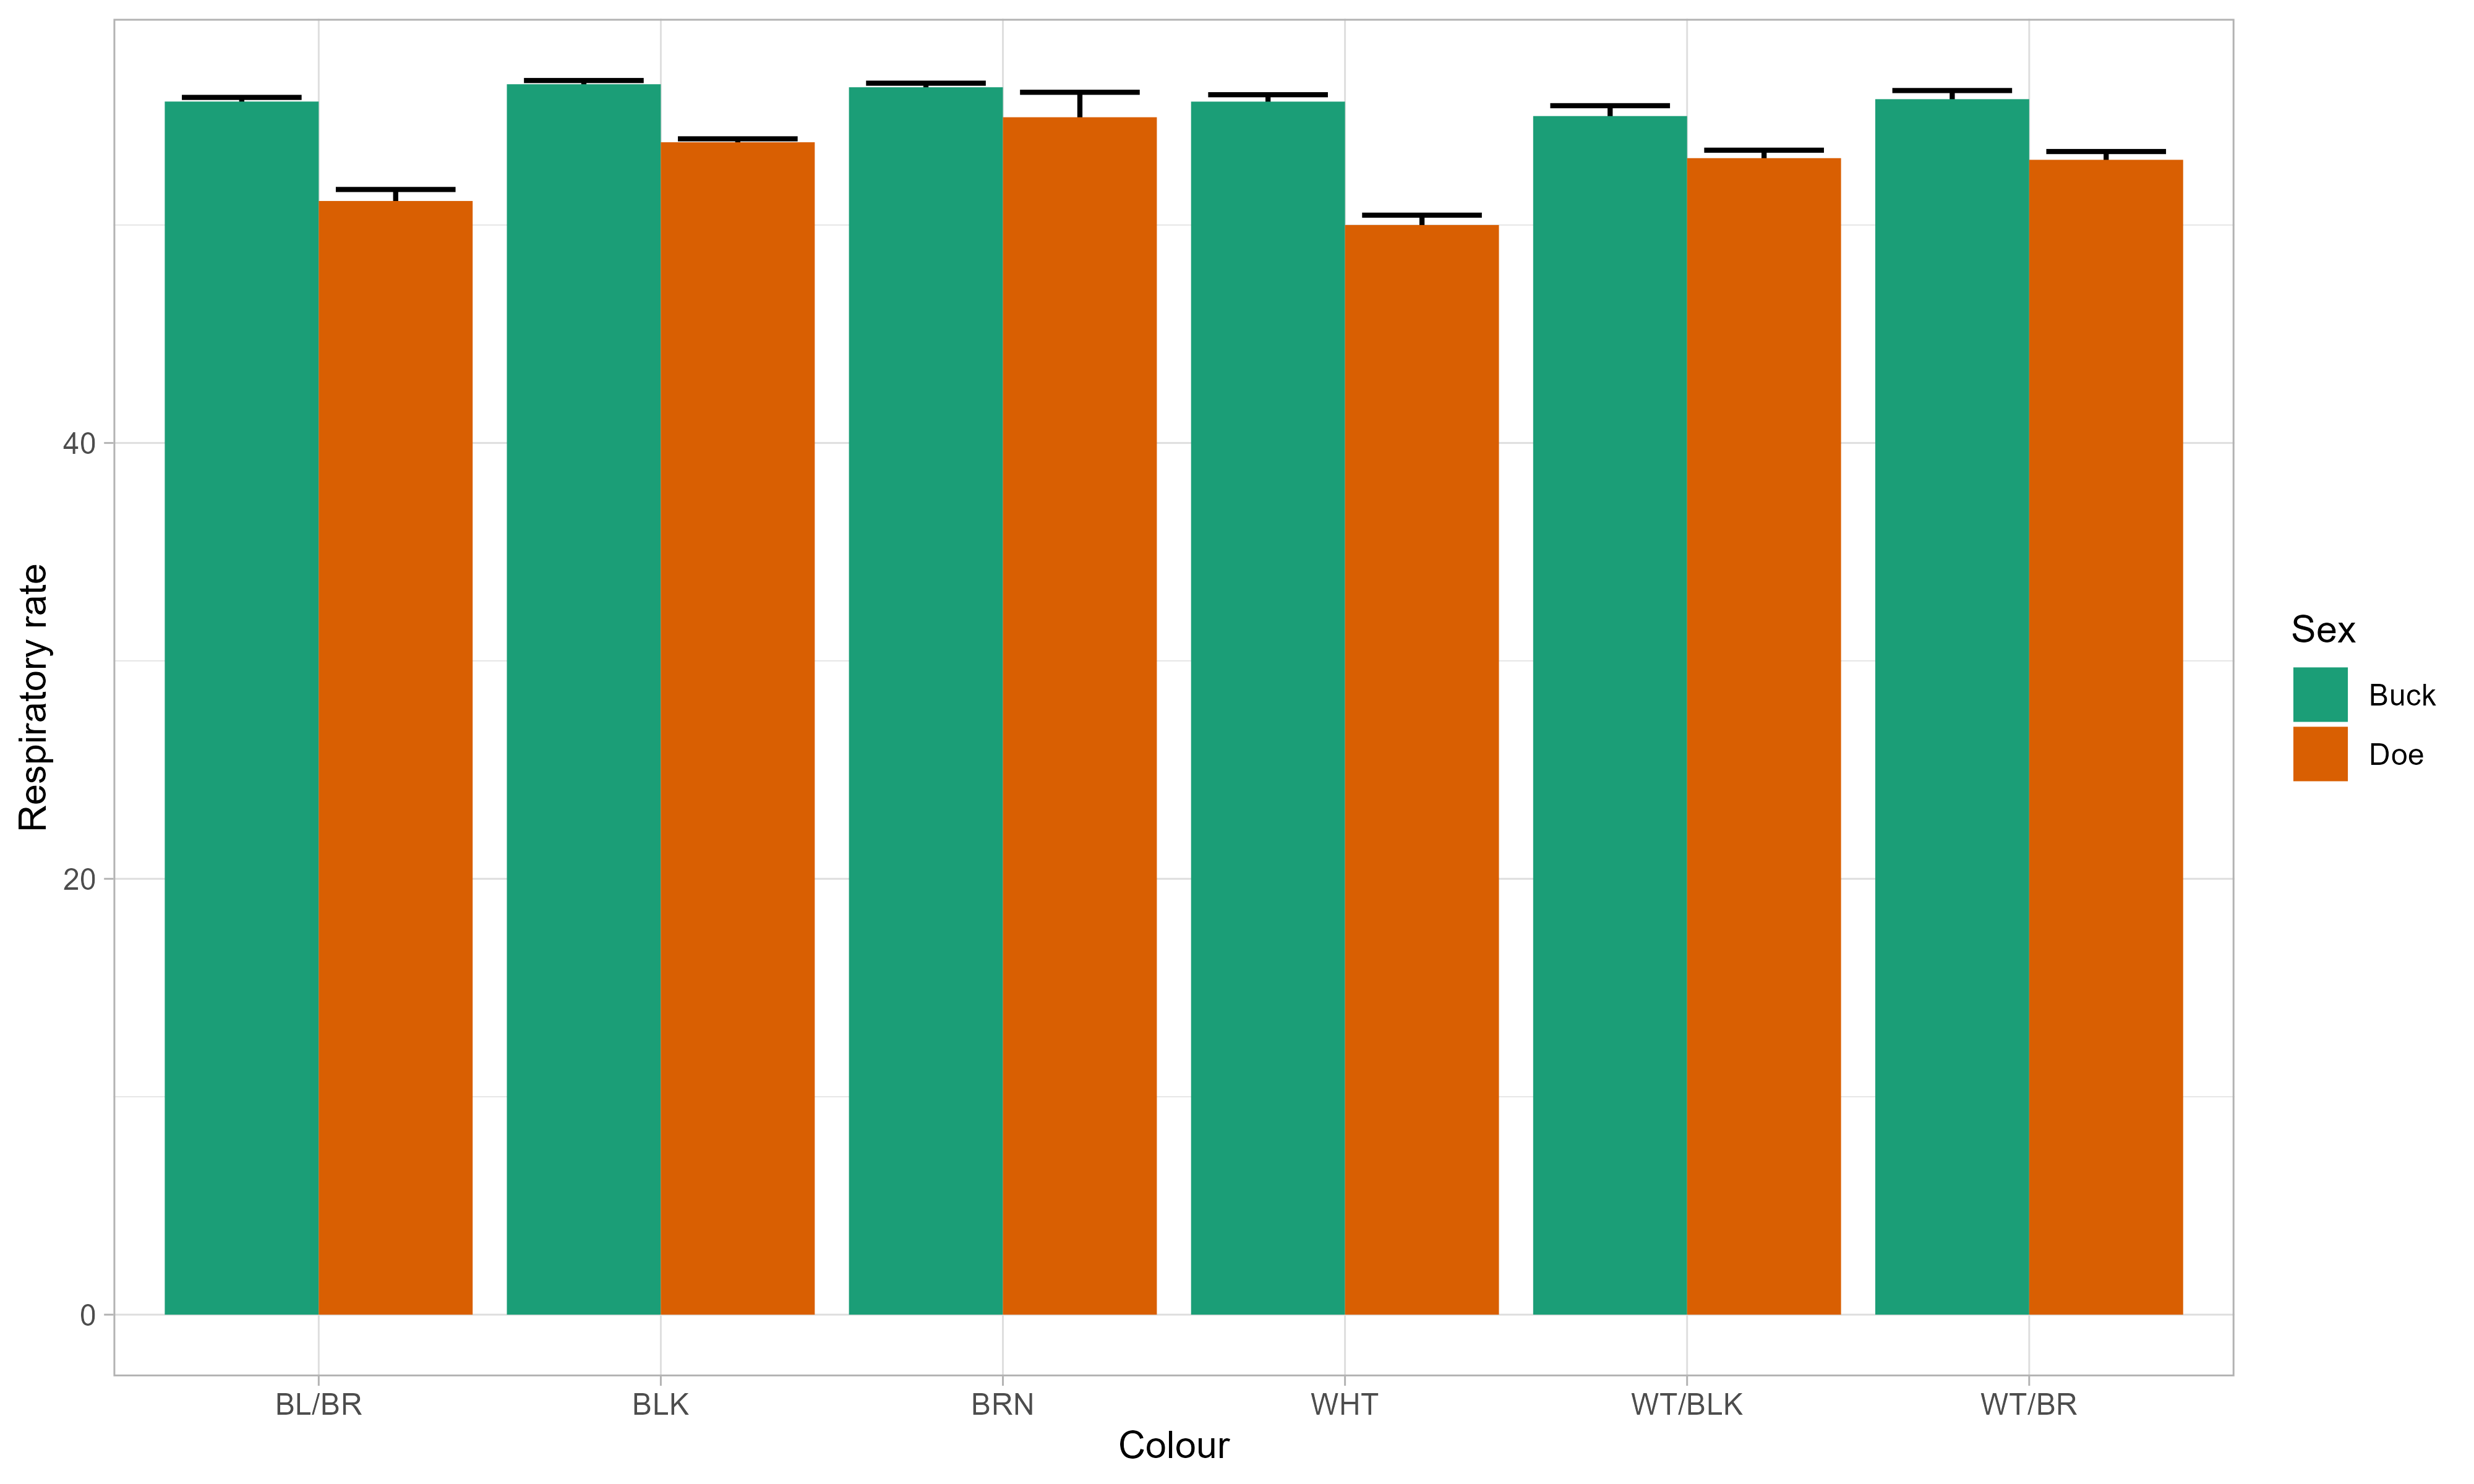 Respiratory rate
40
20
0
BL/BR BLK BRN WHT WT/BLK WT/BR
Colour
Sex
Buck
Doe